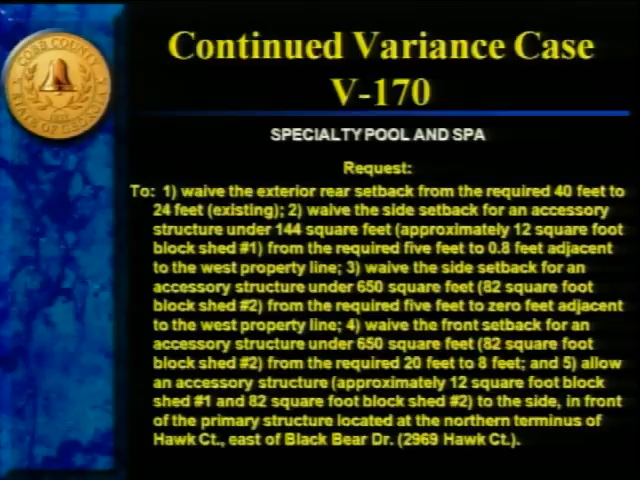 COBB COUNTY
STATE OF GEORGIA
Continued Variance Case
V-170
SPECIALTY POOL AND SPA
Request:
To: 1) waive the exterior rear setback from the required 40 feet to
24 feet (existing); 2) waive the side setback for an accessory
structure under 144 square feet (approximately 12 square foot
block shed #1) from the required five feet to 0.8 feet adjacent
to the west property line; 3) waive the side setback for an
accessory structure under 650 square feet (82 square foot
block shed #2) from the required five feet to zero feet adjacent
to the west property line; 4) waive the front setback for an
accessory structure under 650 square feet (82 square foot
block shed #2) from the required 20 feet to 8 feet; and 5) allow
an accessory structure (approximately 12 square foot block
shed #1 and 82 square foot block shed #2) to the side, in front
of the primary structure located at the northern terminus of
Hawk Ct., east of Black Bear Dr. (2969 Hawk Ct.).